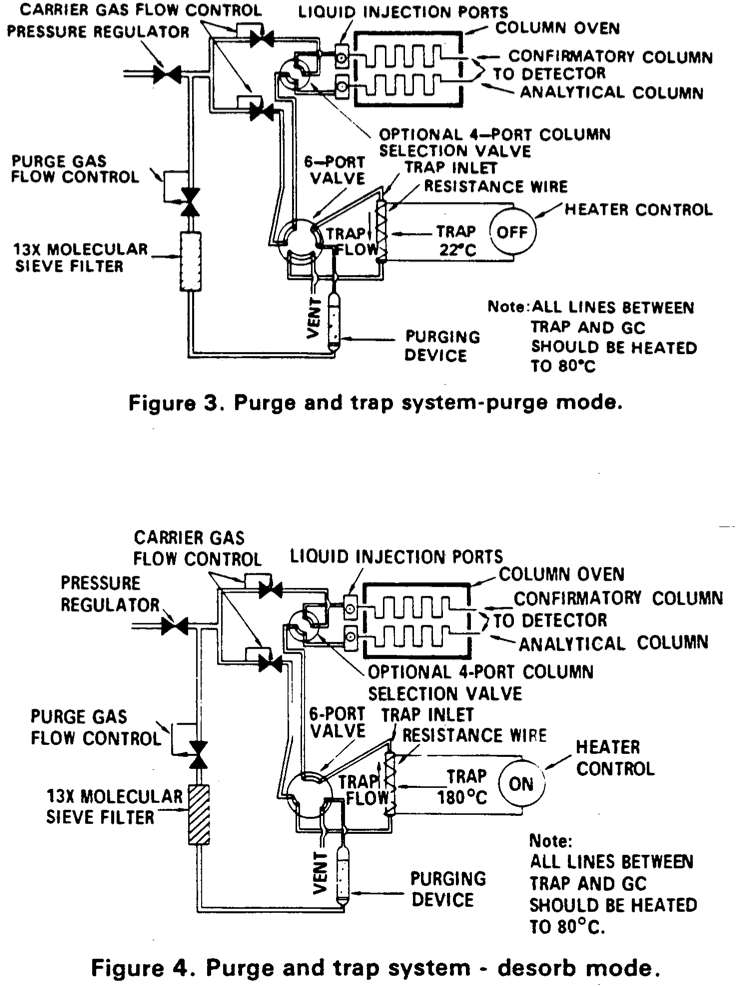 CARRIER GAS FLOW CONTROL
PRESSURE REGULATOR
LIQUID INJECTION PORTS
COLUMN OVEN
CONFIRMATORY COLUMN
TO DETECTOR
ANALYTICAL COLUMN
OPTIONAL 4–PORT COLUMN
SELECTION VALVE
PURGE GAS
FLOW CONTROL
6–PORT
VALVE
TRAP INLET
RESISTANCE WIRE
HEATER CONTROL
OFF
TRAP
FLOW
TRAP
22°C
13X MOLECULAR
SIEVE FILTER
VENT
PURGING
DEVICE
Note:ALL LINES BETWEEN
TRAP AND GC
SHOULD BE HEATED
TO 80°C
Figure 3. Purge and trap system-purge mode.
CARRIER GAS
FLOW CONTROL
LIQUID INJECTION PORTS
PRESSURE
REGULATOR
COLUMN OVEN
CONFIRMATORY COLUMN
TO DETECTOR
ANALYTICAL COLUMN
OPTIONAL 4-PORT COLUMN
SELECTION VALVE
PURGE GAS
FLOW CONTROL
6-PORT
VALVE
TRAP INLET
RESISTANCE WIRE
HEATER
CONTROL
ON
TRAP
FLOW
TRAP
180°C
13X MOLECULAR
SIEVE FILTER
VENT
PURGING
DEVICE
Note:
ALL LINES BETWEEN
TRAP AND GC
SHOULD BE HEATED
TO 80°C.
Figure 4. Purge and trap system - desorb mode.